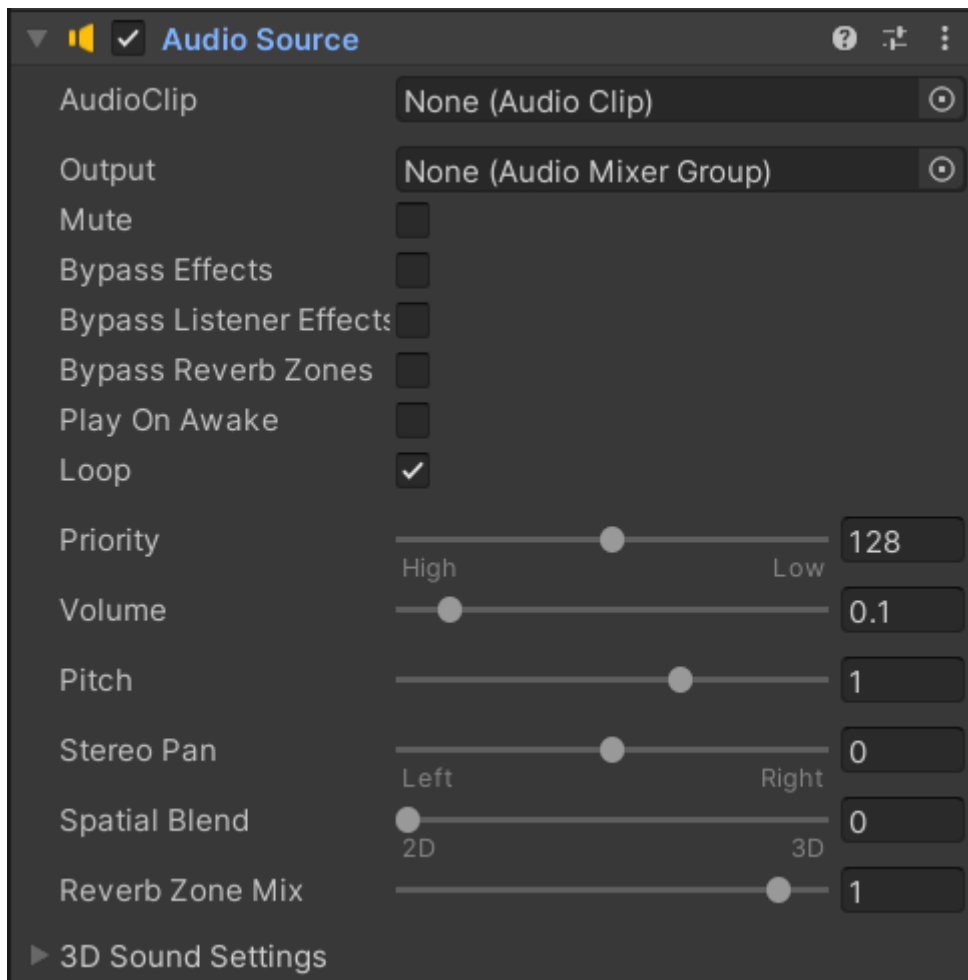 Audio Source
AudioClip None (Audio Clip)
Output None (Audio Mixer Group)
Mute
Bypass Effects
Bypass Listener Effects
Bypass Reverb Zones
Play On Awake
Loop
Priority 128
High Low
Volume 0.1
Pitch 1
Stereo Pan 0
Left Right
Spatial Blend 0
2D 3D
Reverb Zone Mix 1
3D Sound Settings